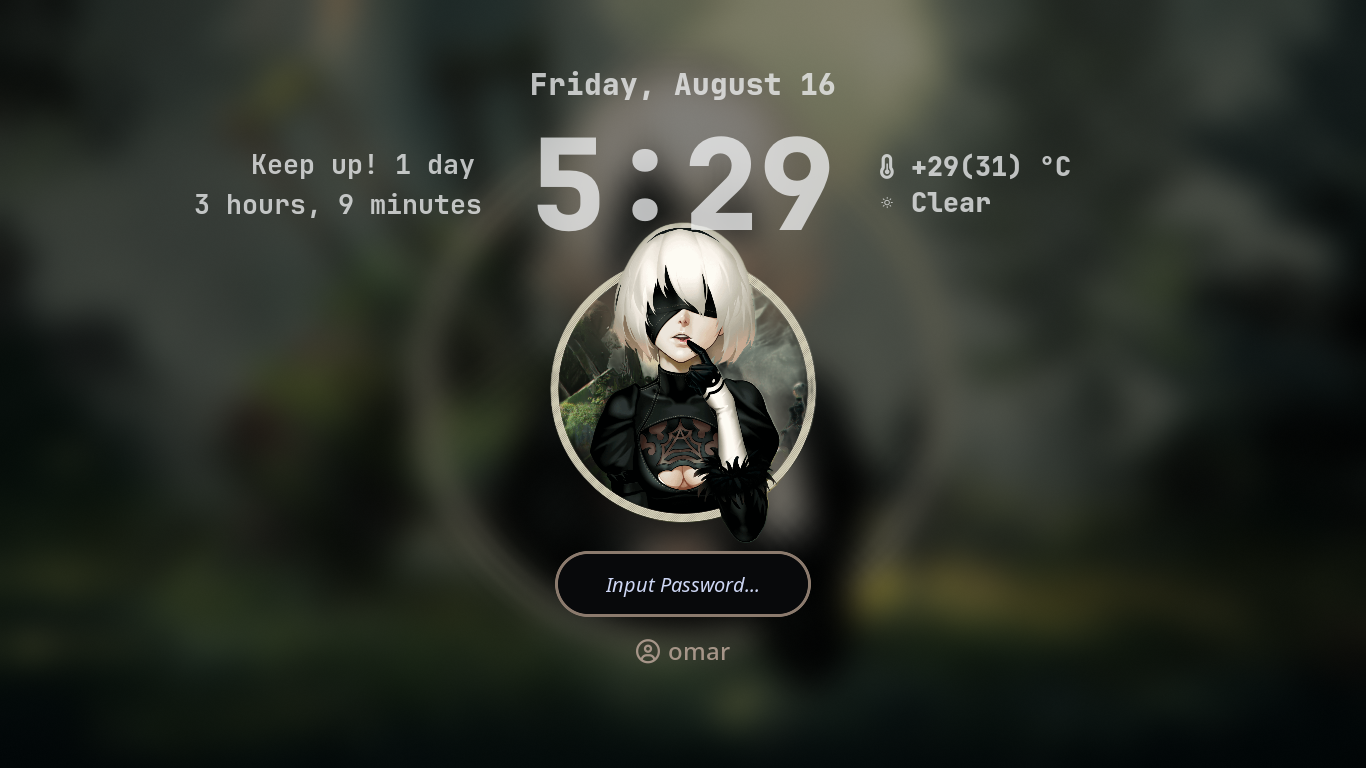 Friday, August 16
5:29
Keep up! 1 day
3 hours, 9 minutes
+29(31) °C
Clear
Input Password...
omar